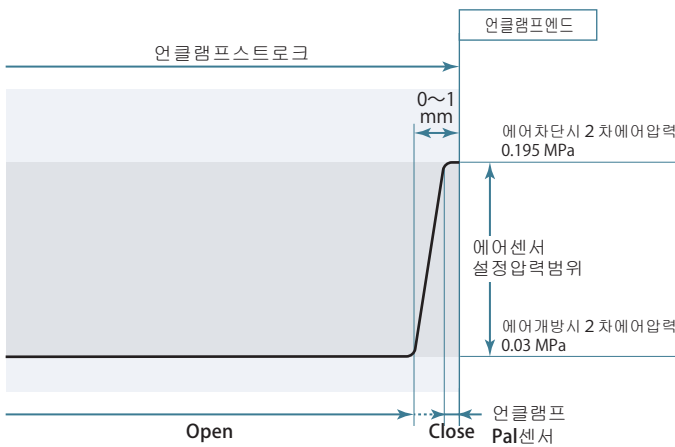 언클램프엔드
언클램프스트로크
0～1
mm
에어차단시 2 차에어압력
0.195 MPa
에어센서
설정압력범위
에어개방시 2 차에어압력
0.03 MPa
Open
Close
언클램프
Pal센서